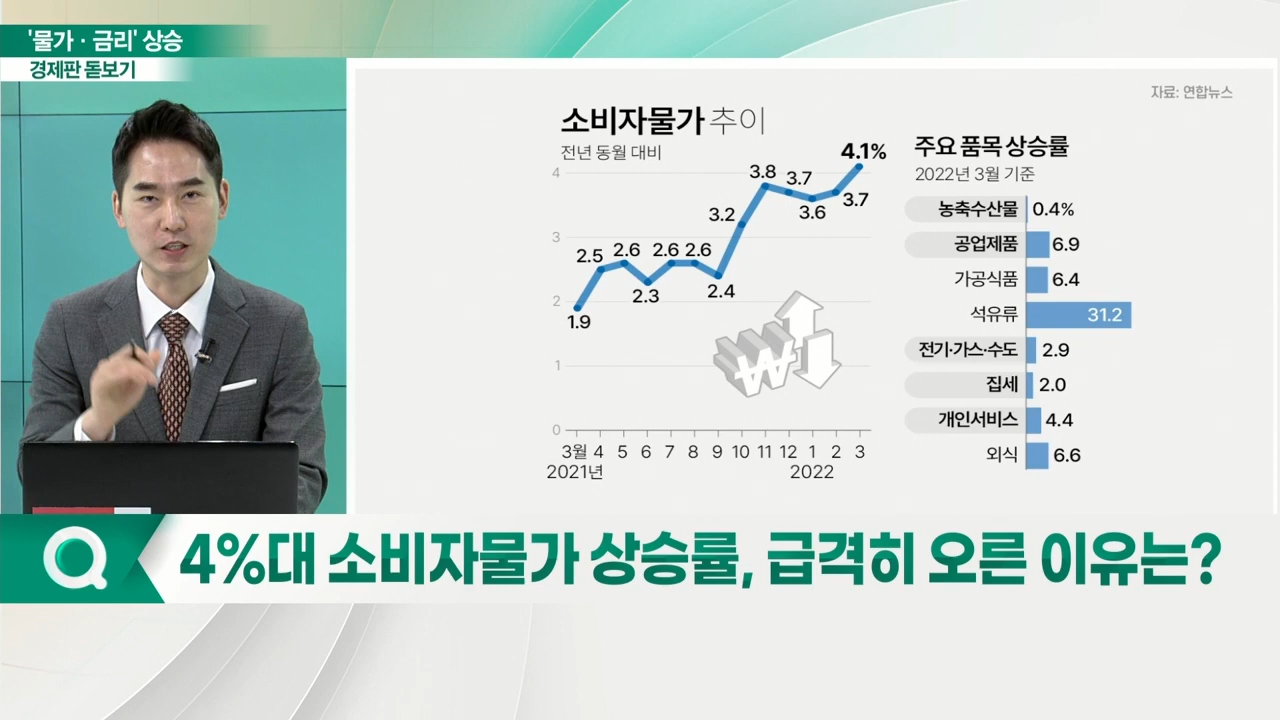 '물가·금리' 상승
경제판 돋보기
자료: 연합뉴스
소비자물가 추이
전년 동월 대비
4
3
2
1
0
1.9
2.5
2.6
2.3
2.6
2.6
2.4
3.2
3.8
3.7
3.6
3.7
4.1%
3월 4 5 6 7 8 9 10 11 12 1 2 3
2021년 2022
₩
주요 품목 상승률
2022년 3월 기준
농축수산물 0.4%
공업제품 6.9
가공식품 6.4
석유류 31.2
전기·가스·수도 2.9
집세 2.0
개인서비스 4.4
외식 6.6
Q 4%대 소비자물가 상승률, 급격히 오른 이유는?